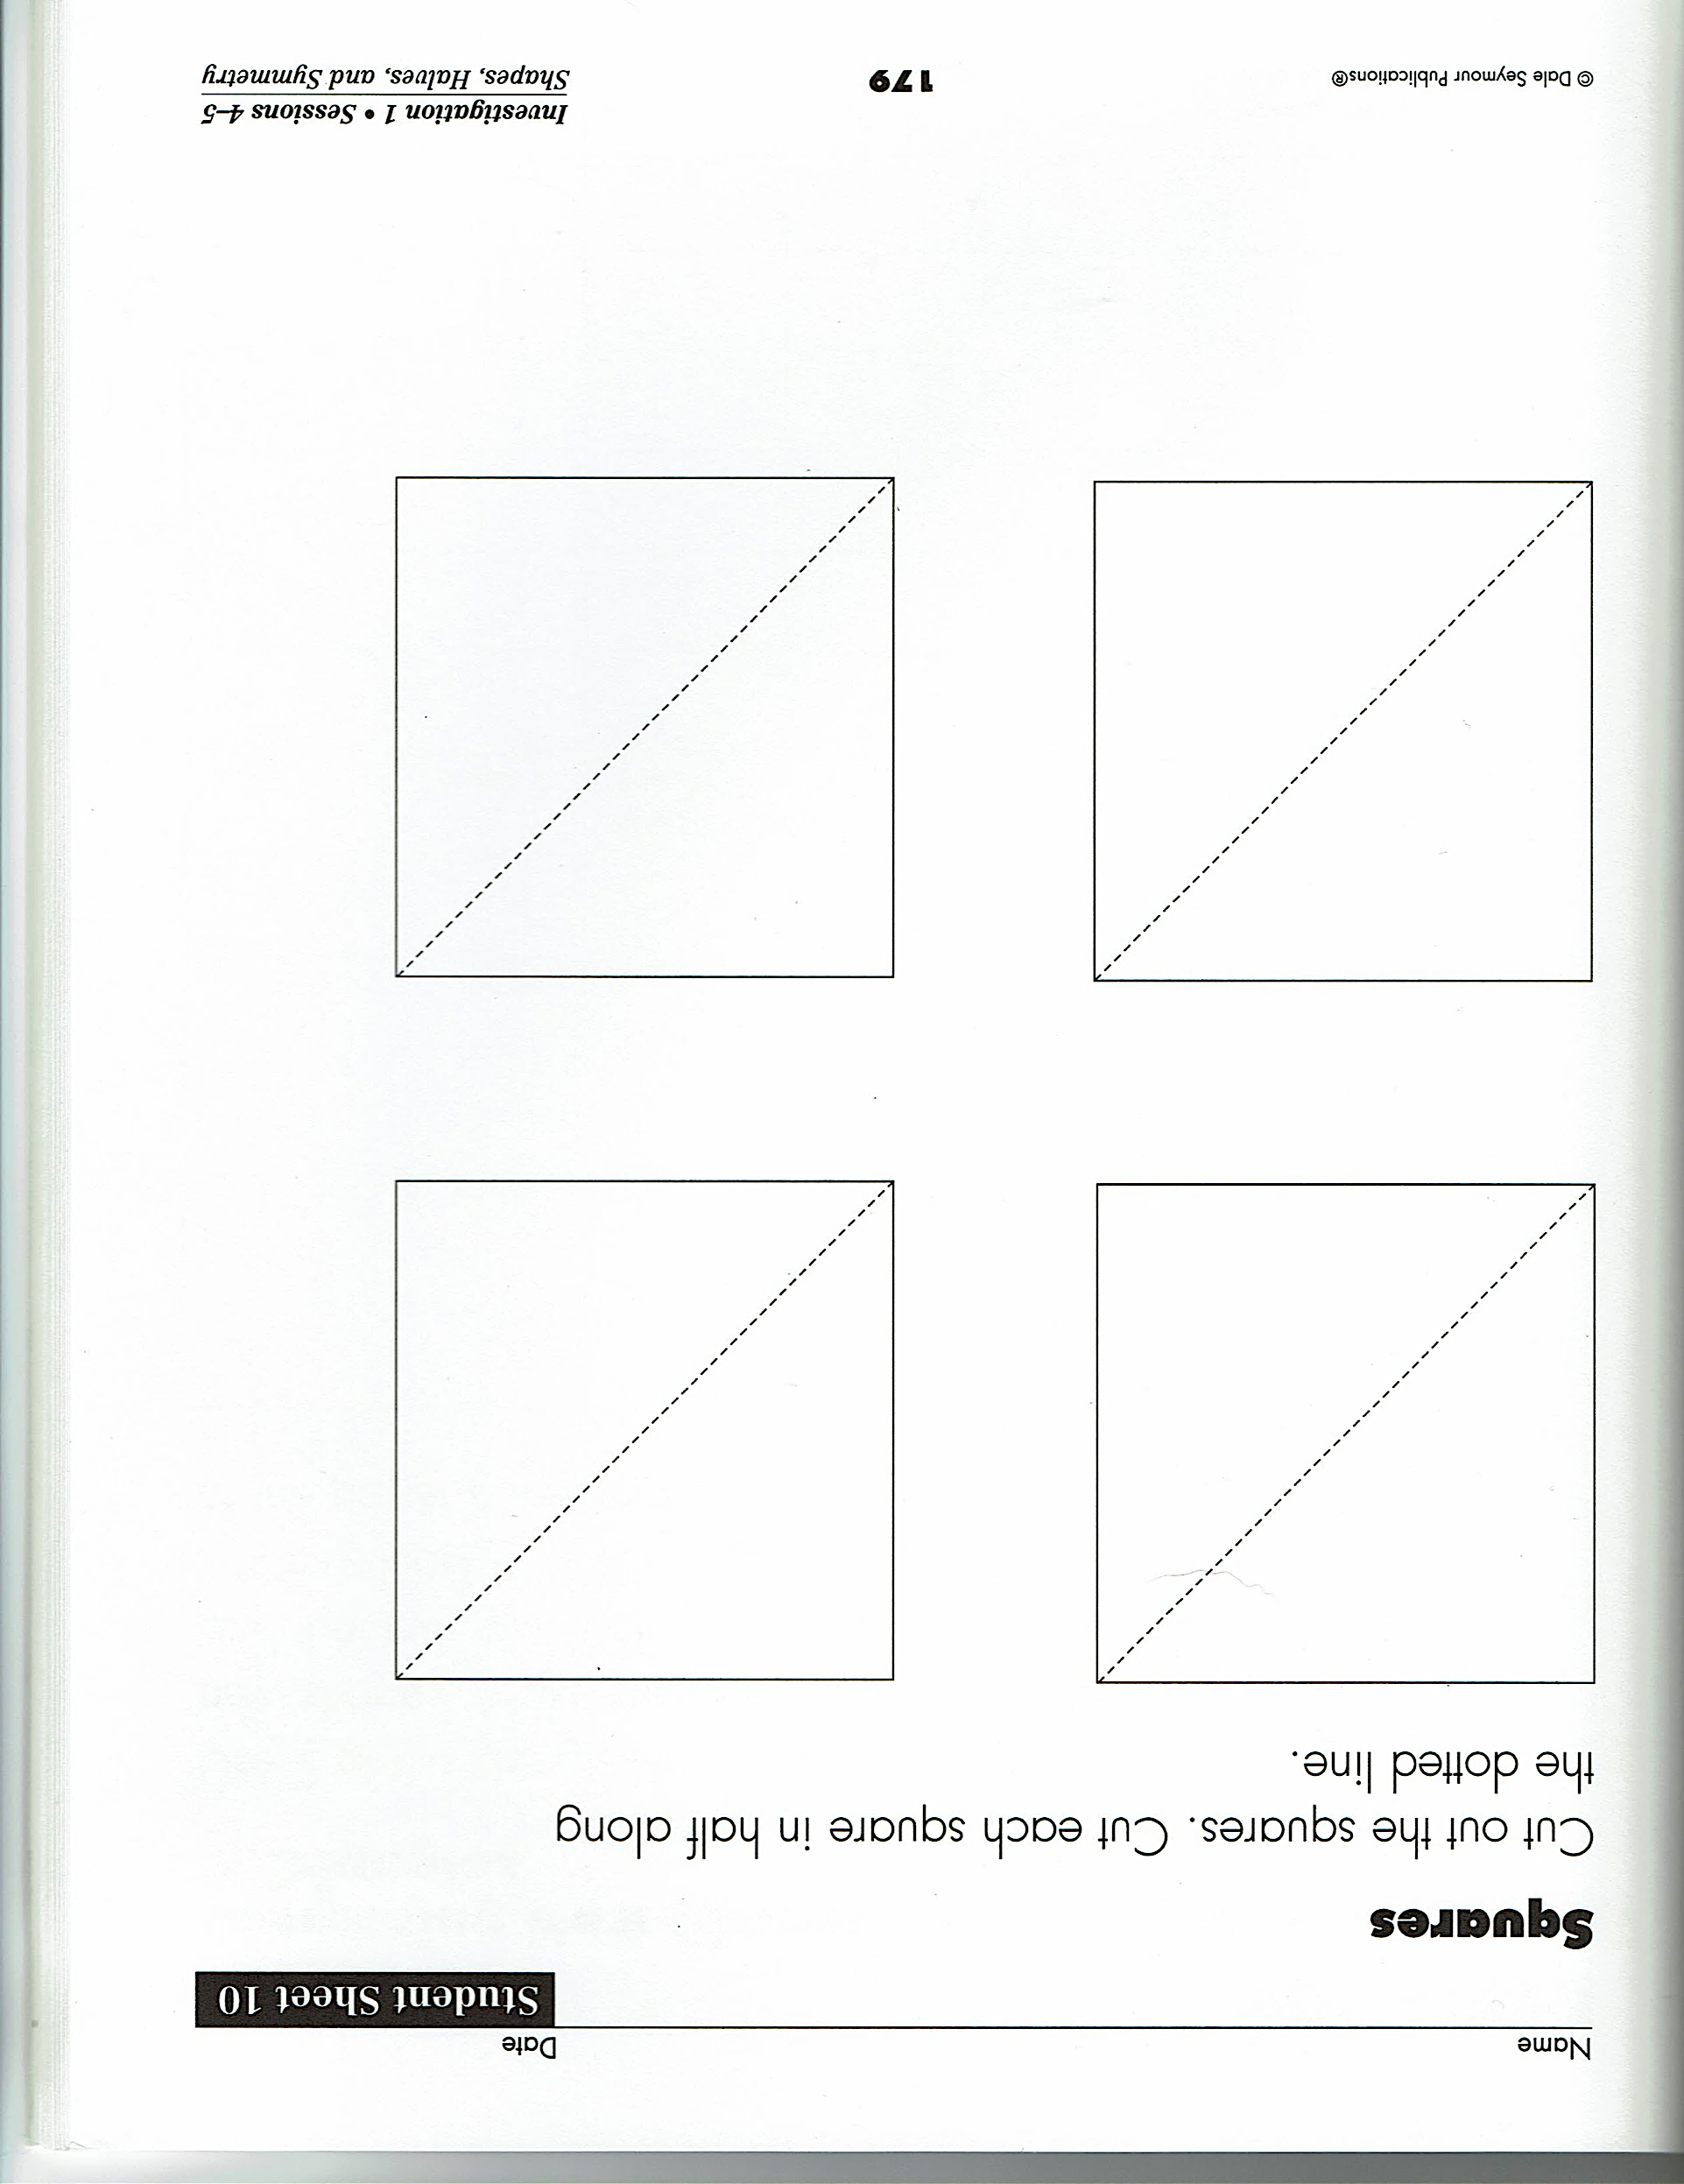 Name
Date
Student Sheet 10
Squares
Cut out the squares. Cut each square in half along
the dotted line.
© Dale Seymour Publications®
179
Investigation 1 • Sessions 4–5
Shapes, Halves, and Symmetry